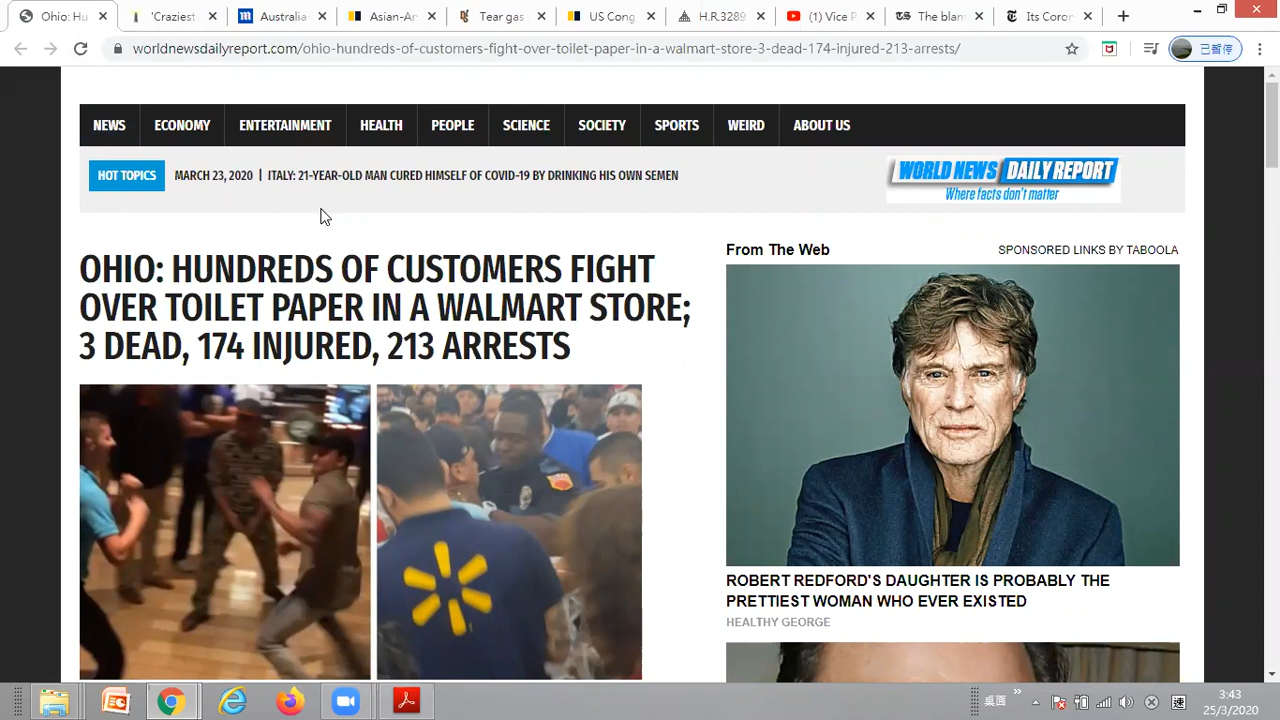 Ohio: Hu
'Craziest
Australia
Asian-Ar
Tear gas
US Cong
H.R.3289
(1) Vice P
The blam
Its Coron
worldnewsdailyreport.com/ohio-hundreds-of-customers-fight-over-toilet-paper-in-a-walmart-store-3-dead-174-injured-213-arrests/
已暫停
NEWS ECONOMY ENTERTAINMENT HEALTH PEOPLE SCIENCE SOCIETY SPORTS WEIRD ABOUT US
HOT TOPICS MARCH 23, 2020 | ITALY: 21-YEAR-OLD MAN CURED HIMSELF OF COVID-19 BY DRINKING HIS OWN SEMEN
WORLD NEWS DAILY REPORT
Where facts don't matter
OHIO: HUNDREDS OF CUSTOMERS FIGHT
OVER TOILET PAPER IN A WALMART STORE;
3 DEAD, 174 INJURED, 213 ARRESTS
From The Web
SPONSORED LINKS BY TABOOLA
ROBERT REDFORD'S DAUGHTER IS PROBABLY THE
PRETTIEST WOMAN WHO EVER EXISTED
HEALTHY GEORGE
桌面
3:43
25/3/2020